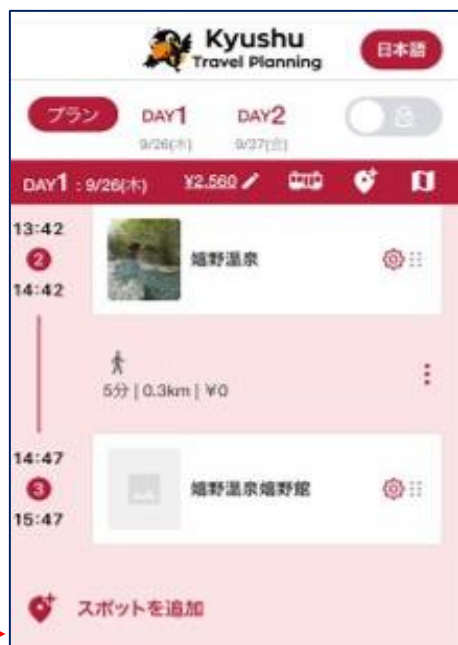 Kyushu
Travel Planning
日本語
プラン
DAY1
DAY2
9/26(木)
9/27(金)
DAY1 : 9/26(木)
¥2,560
13:42
2
嬉野温泉
14:42
5分 | 0.3km | ¥0
14:47
3
嬉野温泉嬉野館
15:47
スポットを追加